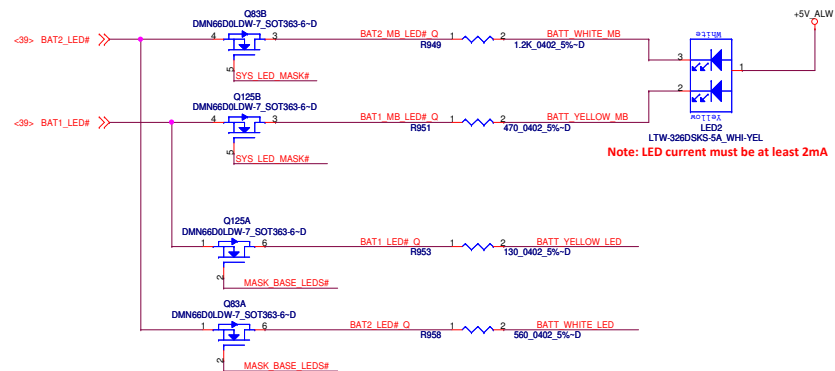 +5V_ALW
Q83B
DMN66D0LDW-7_SOT363-6~D
<39> BAT2_LED#
4
3
BAT2_MB_LED#_Q
1
2
BATT_WHITE_MB
R949
1.2K_0402_5%~D
5
SYS_LED_MASK#
White
3
1
2
Yellow
LED2
LTW-326DSKS-5A_WHI-YEL
Note: LED current must be at least 2mA
Q125B
DMN66D0LDW-7_SOT363-6~D
<39> BAT1_LED#
4
3
BAT1_MB_LED#_Q
1
2
BATT_YELLOW_MB
R951
470_0402_5%~D
5
SYS_LED_MASK#
Q125A
DMN66D0LDW-7_SOT363-6~D
1
6
BAT1_LED#_Q
1
2
BATT_YELLOW_LED
R953
130_0402_5%~D
2
MASK_BASE_LEDS#
Q83A
DMN66D0LDW-7_SOT363-6~D
1
6
BAT2_LED#_Q
1
2
BATT_WHITE_LED
R958
560_0402_5%~D
2
MASK_BASE_LEDS#